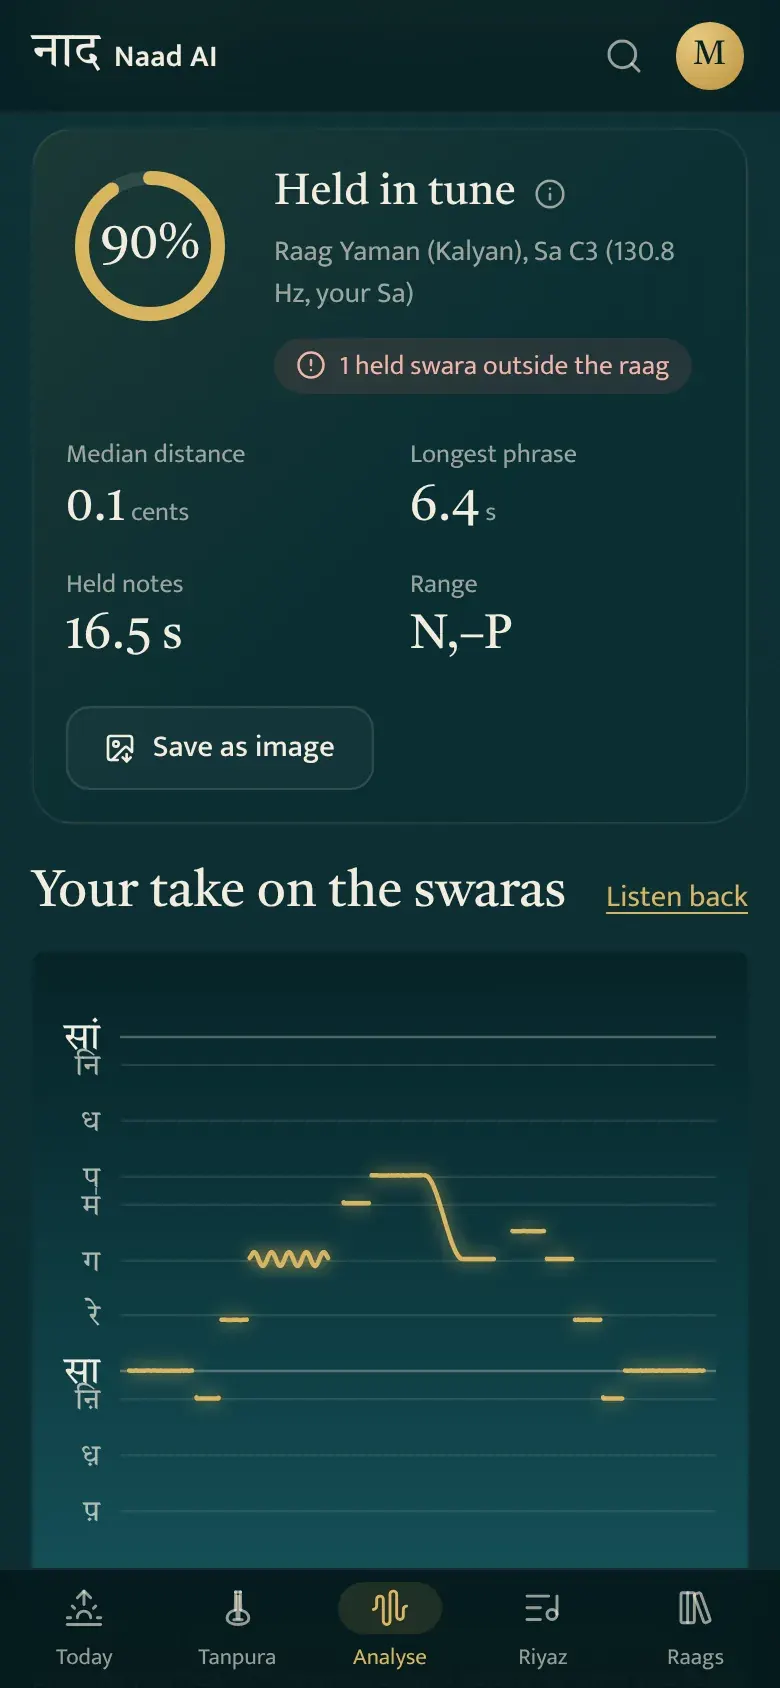 नाद Naad AI
M
90%
Held in tune
Raag Yaman (Kalyan), Sa C3 (130.8
Hz, your Sa)
1 held swara outside the raag
Median distance
Longest phrase
0.1 cents
6.4 s
Held notes
Range
16.5 s
N,–P
Save as image
Your take on the swaras
Listen back
सां
नि
ध
प
म॑
ग
रे
सा
नि़
ध़
प़
Today
Tanpura
Analyse
Riyaz
Raags